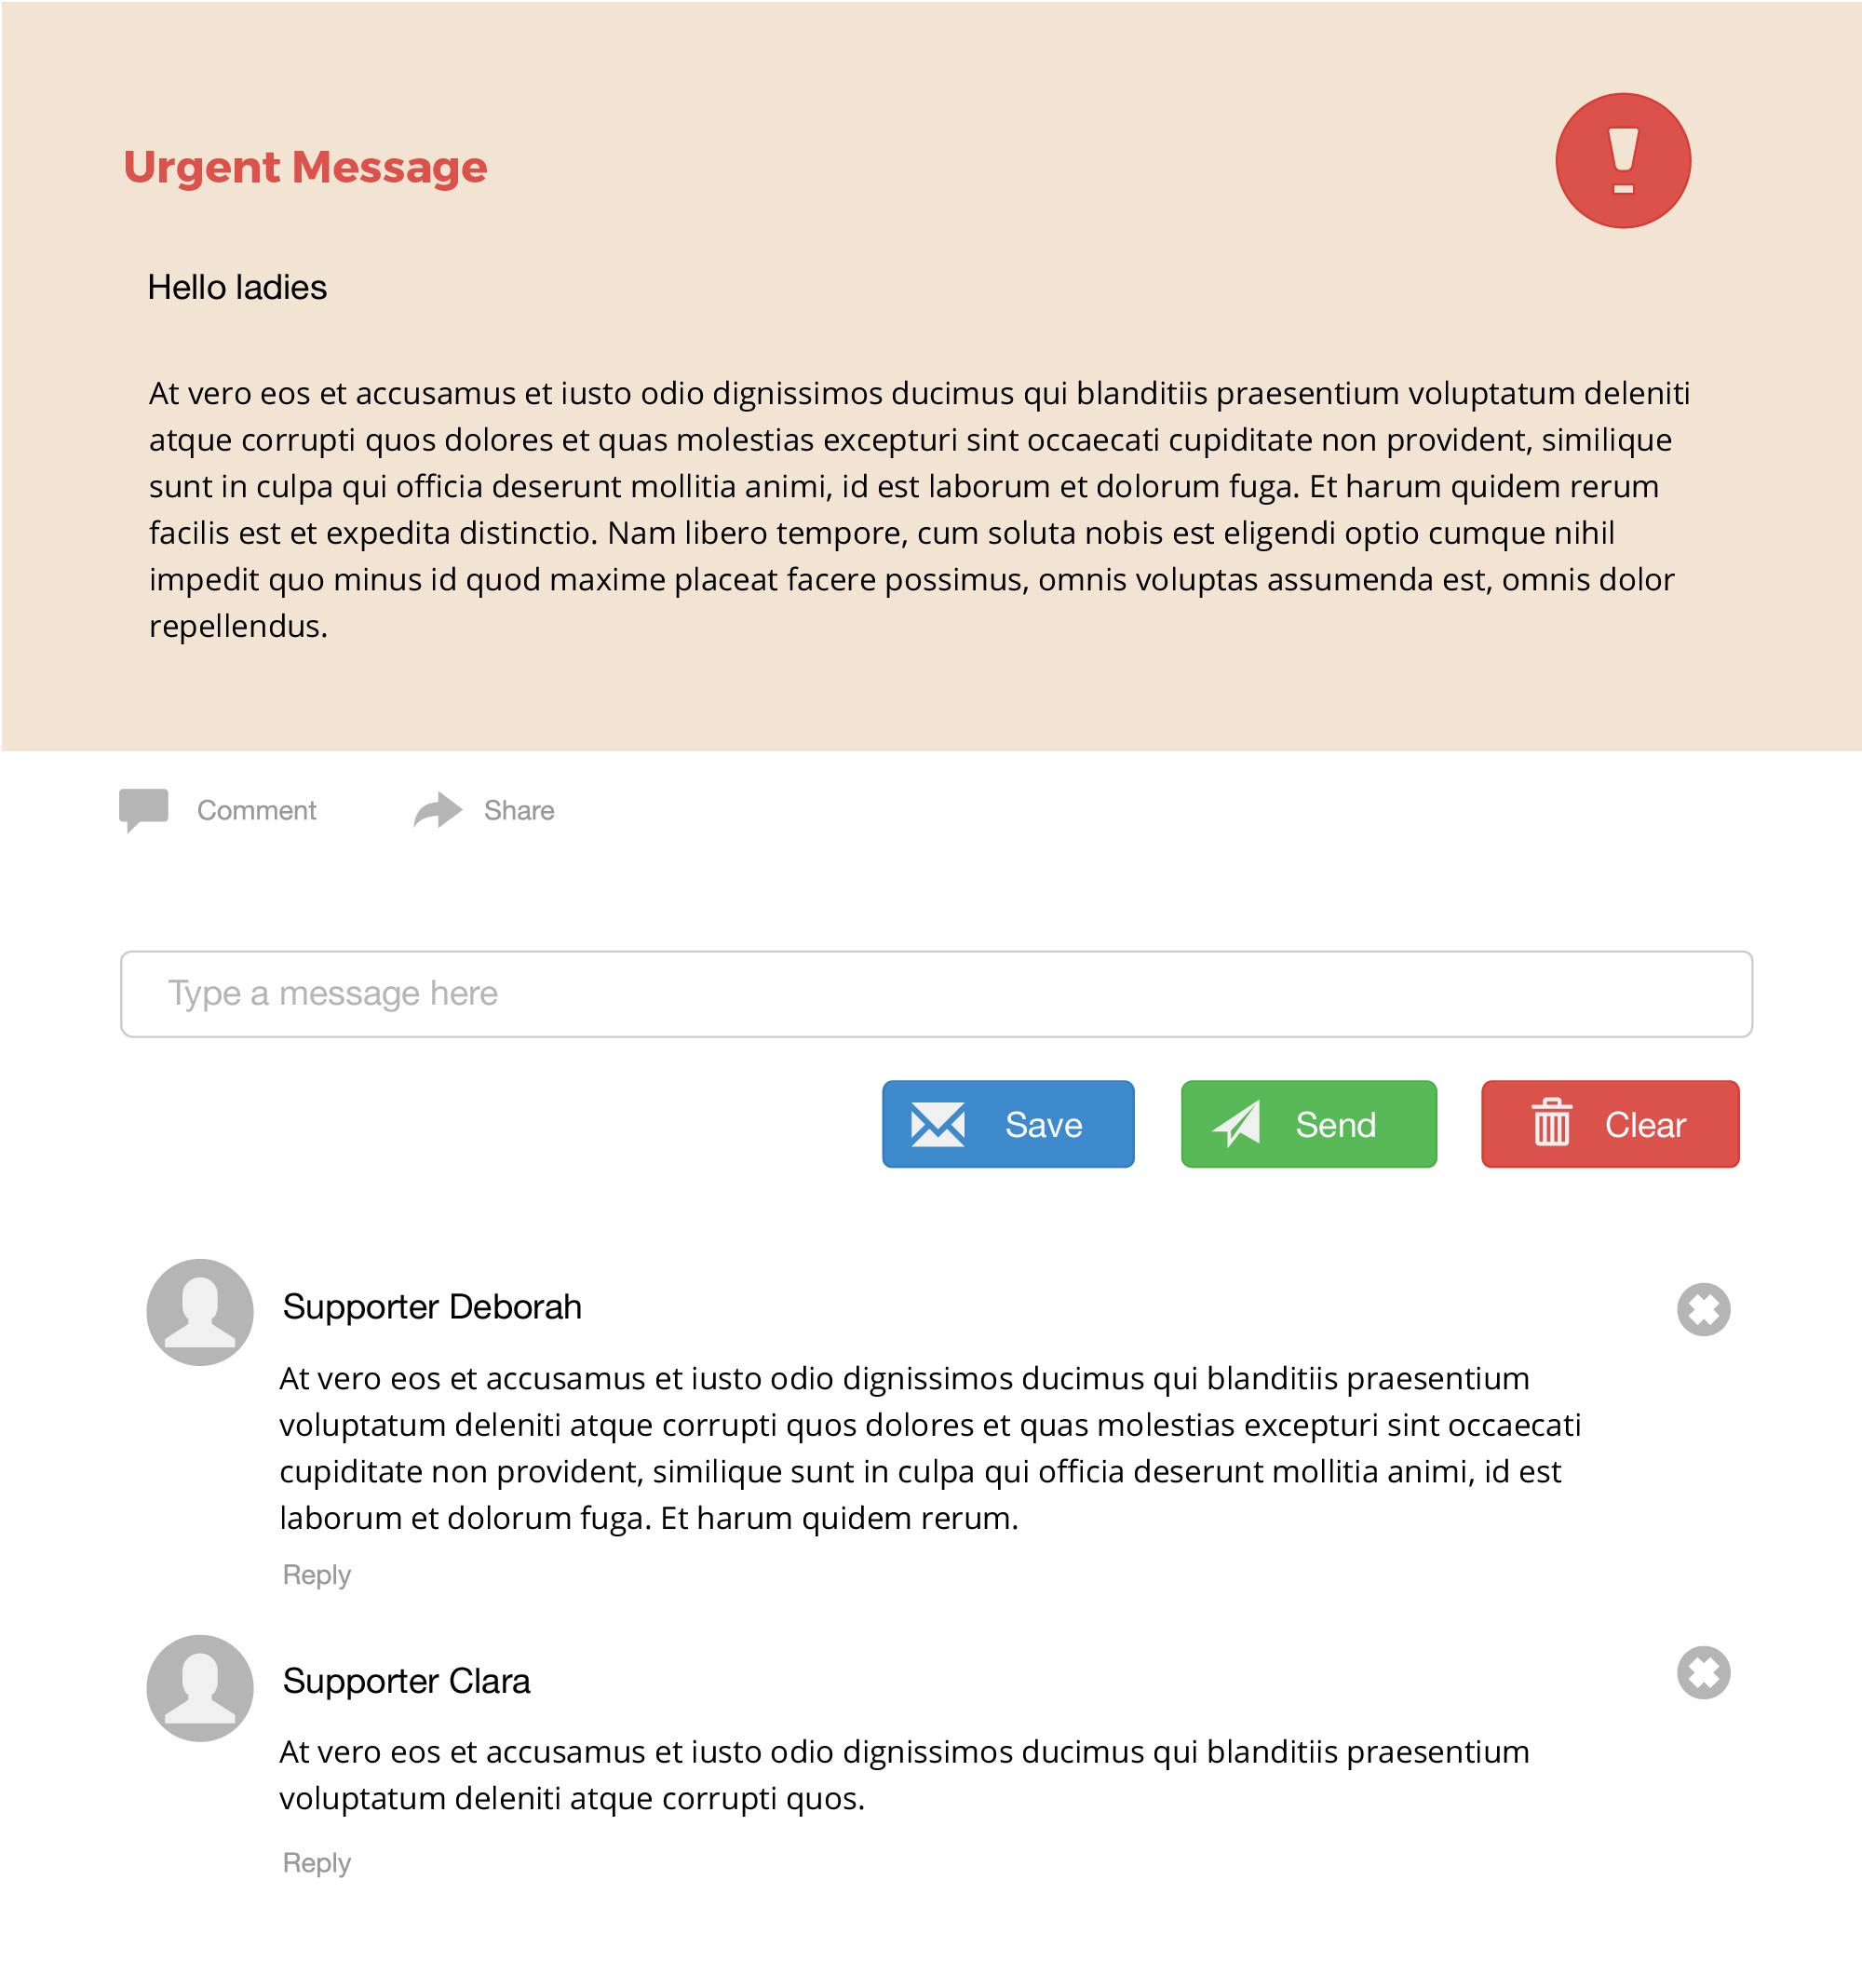 Urgent Message
Hello ladies
At vero eos et accusamus et iusto odio dignissimos ducimus qui blanditiis praesentium voluptatum deleniti
atque corrupti quos dolores et quas molestias excepturi sint occaecati cupiditate non provident, similique
sunt in culpa qui officia deserunt mollitia animi, id est laborum et dolorum fuga. Et harum quidem rerum
facilis est et expedita distinctio. Nam libero tempore, cum soluta nobis est eligendi optio cumque nihil
impedit quo minus id quod maxime placeat facere possimus, omnis voluptas assumenda est, omnis dolor
repellendus.
Comment Share
Type a message here
Save Send Clear
Supporter Deborah
At vero eos et accusamus et iusto odio dignissimos ducimus qui blanditiis praesentium
voluptatum deleniti atque corrupti quos dolores et quas molestias excepturi sint occaecati
cupiditate non provident, similique sunt in culpa qui officia deserunt mollitia animi, id est
laborum et dolorum fuga. Et harum quidem rerum.
Reply
Supporter Clara
At vero eos et accusamus et iusto odio dignissimos ducimus qui blanditiis praesentium
voluptatum deleniti atque corrupti quos.
Reply